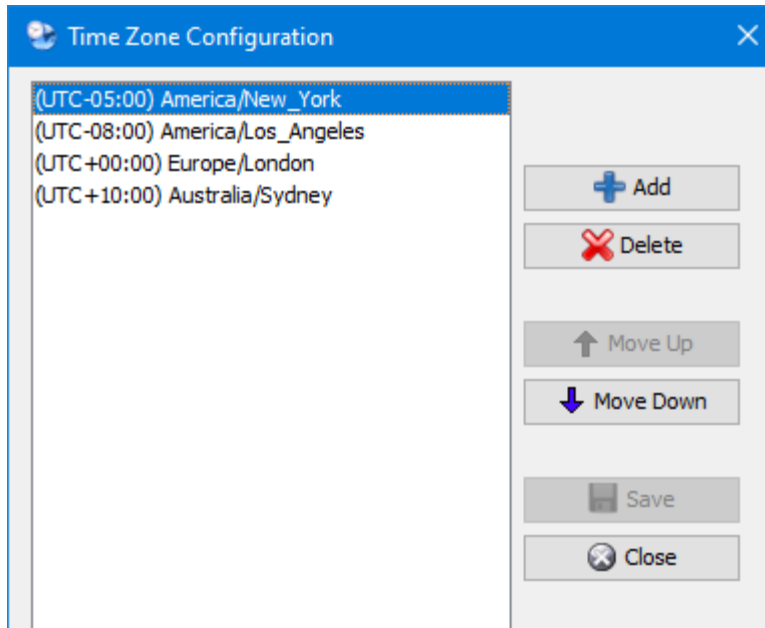 Time Zone Configuration
(UTC-05:00) America/New_York
(UTC-08:00) America/Los_Angeles
(UTC+00:00) Europe/London
(UTC+10:00) Australia/Sydney
Add
Delete
Move Up
Move Down
Save
Close